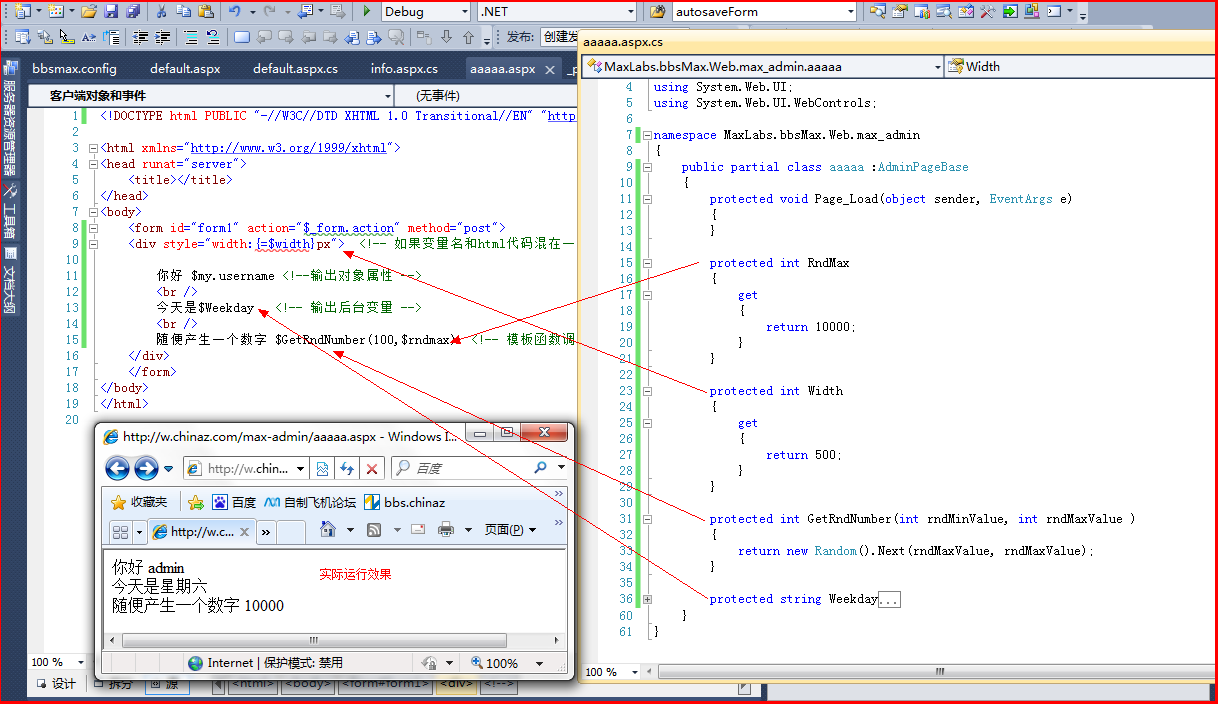 Debug
.NET
autosaveForm
发布:
创建发
bbsmax.config
default.aspx
default.aspx.cs
info.aspx.cs
aaaaa.aspx
服务器资源管理器
工具箱
文档大纲
客户端对象和事件
(无事件)
1 <!DOCTYPE html PUBLIC "-//W3C//DTD XHTML 1.0 Transitional//EN" "http
2
3 <html xmlns="http://www.w3.org/1999/xhtml">
4 <head runat="server">
5 <title></title>
6 </head>
7 <body>
8 <form id="form1" action="$_form.action" method="post">
9 <div style="width:{=$width}px"> <!-- 如果变量名和html代码混在一
10
11 你好 $my.username <!--输出对象属性 -->
12 <br />
13 今天是$Weekday <!-- 输出后台变量 -->
14 <br />
15 随便产生一个数字 $GetRndNumber(100,$rndmax) <!-- 模板函数调
16 </div>
17 </form>
18 </body>
19 </html>
20
100 %
设计
拆分
源
<html>
<body>
<form#form1>
<div>
<!-->
aaaaa.aspx.cs
MaxLabs.bbsMax.Web.max_admin.aaaaa
Width
4 using System.Web.UI;
5 using System.Web.UI.WebControls;
6
7 namespace MaxLabs.bbsMax.Web.max_admin
8 {
9 public partial class aaaaa :AdminPageBase
10 {
11 protected void Page_Load(object sender, EventArgs e)
12 {
13 }
14
15 protected int RndMax
16 {
17 get
18 {
19 return 10000;
20 }
21 }
22
23 protected int Width
24 {
25 get
26 {
27 return 500;
28 }
29 }
30
31 protected int GetRndNumber(int rndMinValue, int rndMaxValue )
32 {
33 return new Random().Next(rndMaxValue, rndMaxValue);
34 }
35
36 protected string Weekday...
60 }
61 }
100 %
http://w.chinaz.com/max-admin/aaaaa.aspx - Windows I...
http://w.chin...
百度
收藏夹
百度
自制飞机论坛
bbs.chinaz
http://w.c...
页面(P)
你好 admin
今天是星期六
随便产生一个数字 10000
实际运行效果
Internet | 保护模式: 禁用
100%